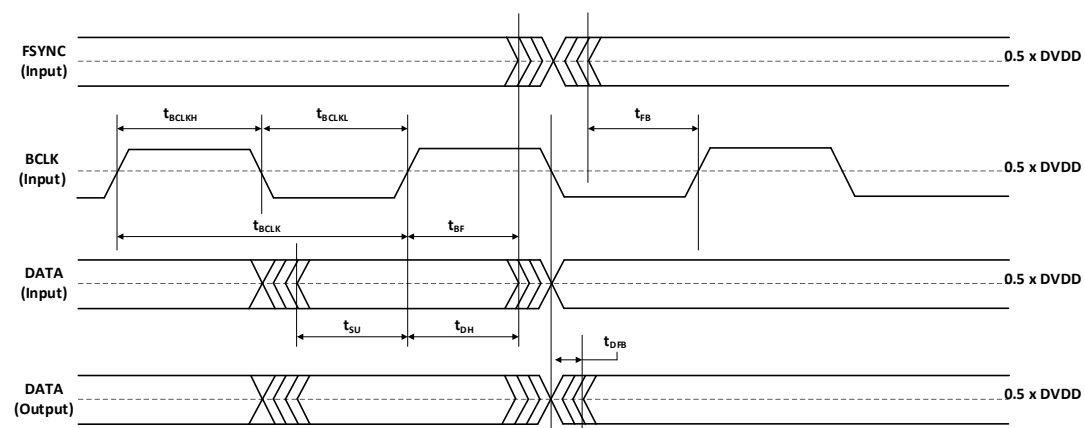 FSYNC
(Input)
0.5 x DVDD
tBCLKH
tBCLKL
tFB
BCLK
(Input)
0.5 x DVDD
tBCLK
tBF
DATA
(Input)
0.5 x DVDD
tSU
tDH
tDFB
DATA
(Output)
0.5 x DVDD